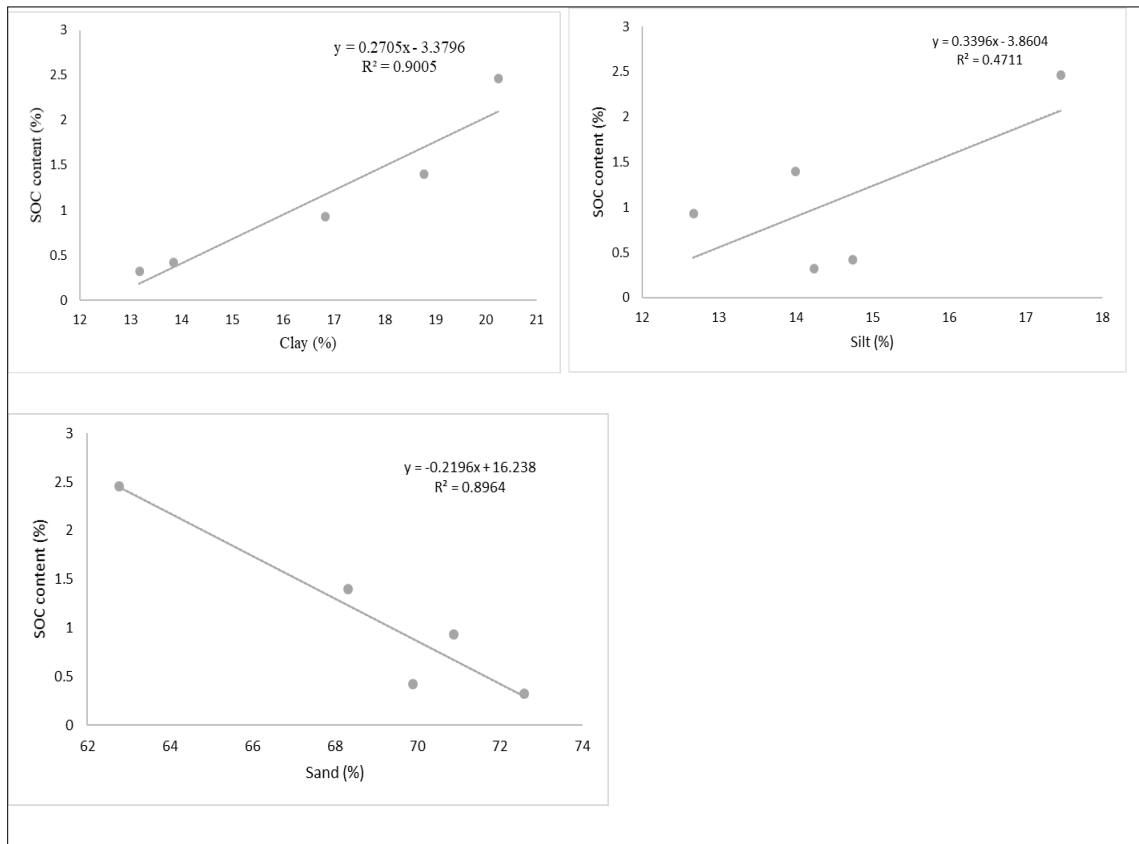 3
2.5
2
1.5
1
0.5
0
SOC content (%)
y = 0.2705x - 3.3796
R² = 0.9005
12 13 14 15 16 17 18 19 20 21
Clay (%)
3
2.5
2
1.5
1
0.5
0
SOC content (%)
y = 0.3396x - 3.8604
R² = 0.4711
12 13 14 15 16 17 18
Silt (%)
3
2.5
2
1.5
1
0.5
0
SOC content (%)
y = -0.2196x + 16.238
R² = 0.8964
62 64 66 68 70 72 74
Sand (%)